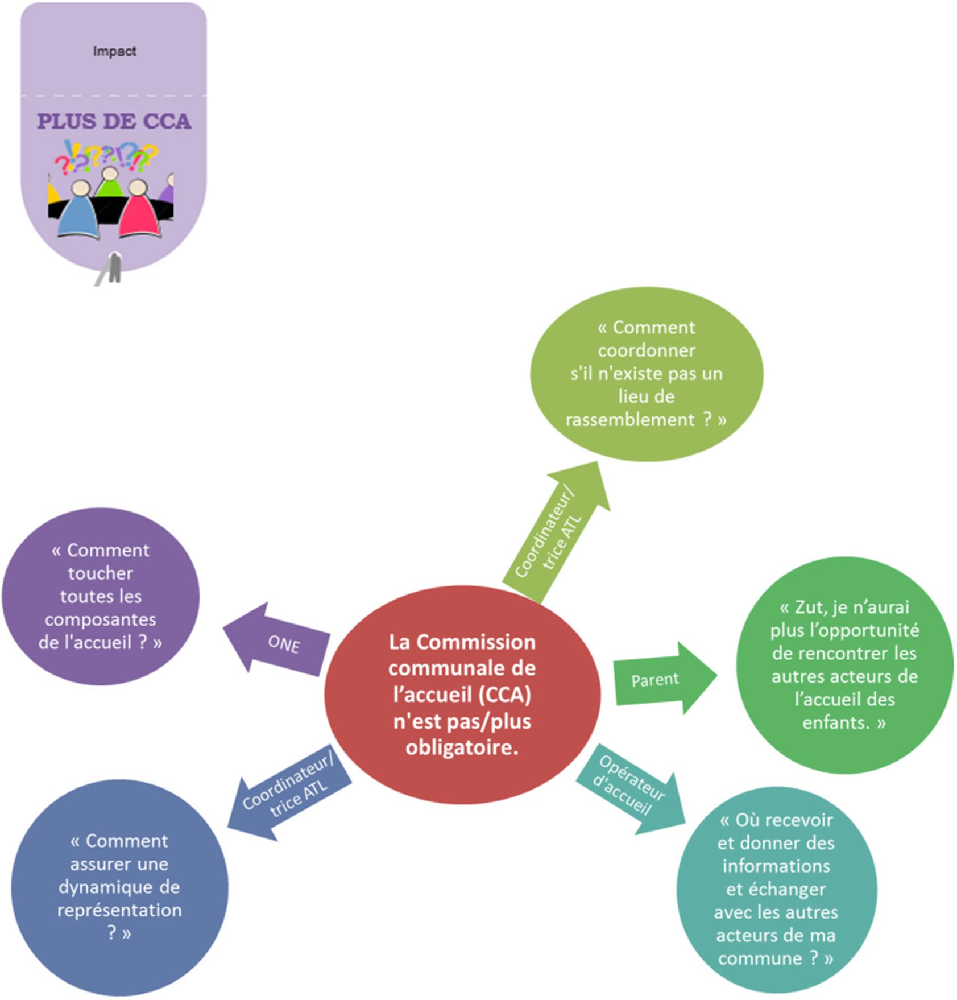 Impact
PLUS DE CCA
« Comment
coordonner
s'il n'existe pas un
lieu de
rassemblement ? »
Coordinateur/
trice ATL
« Comment
toucher
toutes les
composantes
de l'accueil ? »
ONE
La Commission
communale de
l’accueil (CCA)
n'est pas/plus
obligatoire.
Parent
« Zut, je n’aurai
plus l’opportunité
de rencontrer les
autres acteurs de
l’accueil des
enfants. »
Coordinateur/
trice ATL
« Comment
assurer une
dynamique de
représentation
? »
Opérateur
d'accueil
« Où recevoir
et donner des
informations
et échanger
avec les autres
acteurs de ma
commune ? »